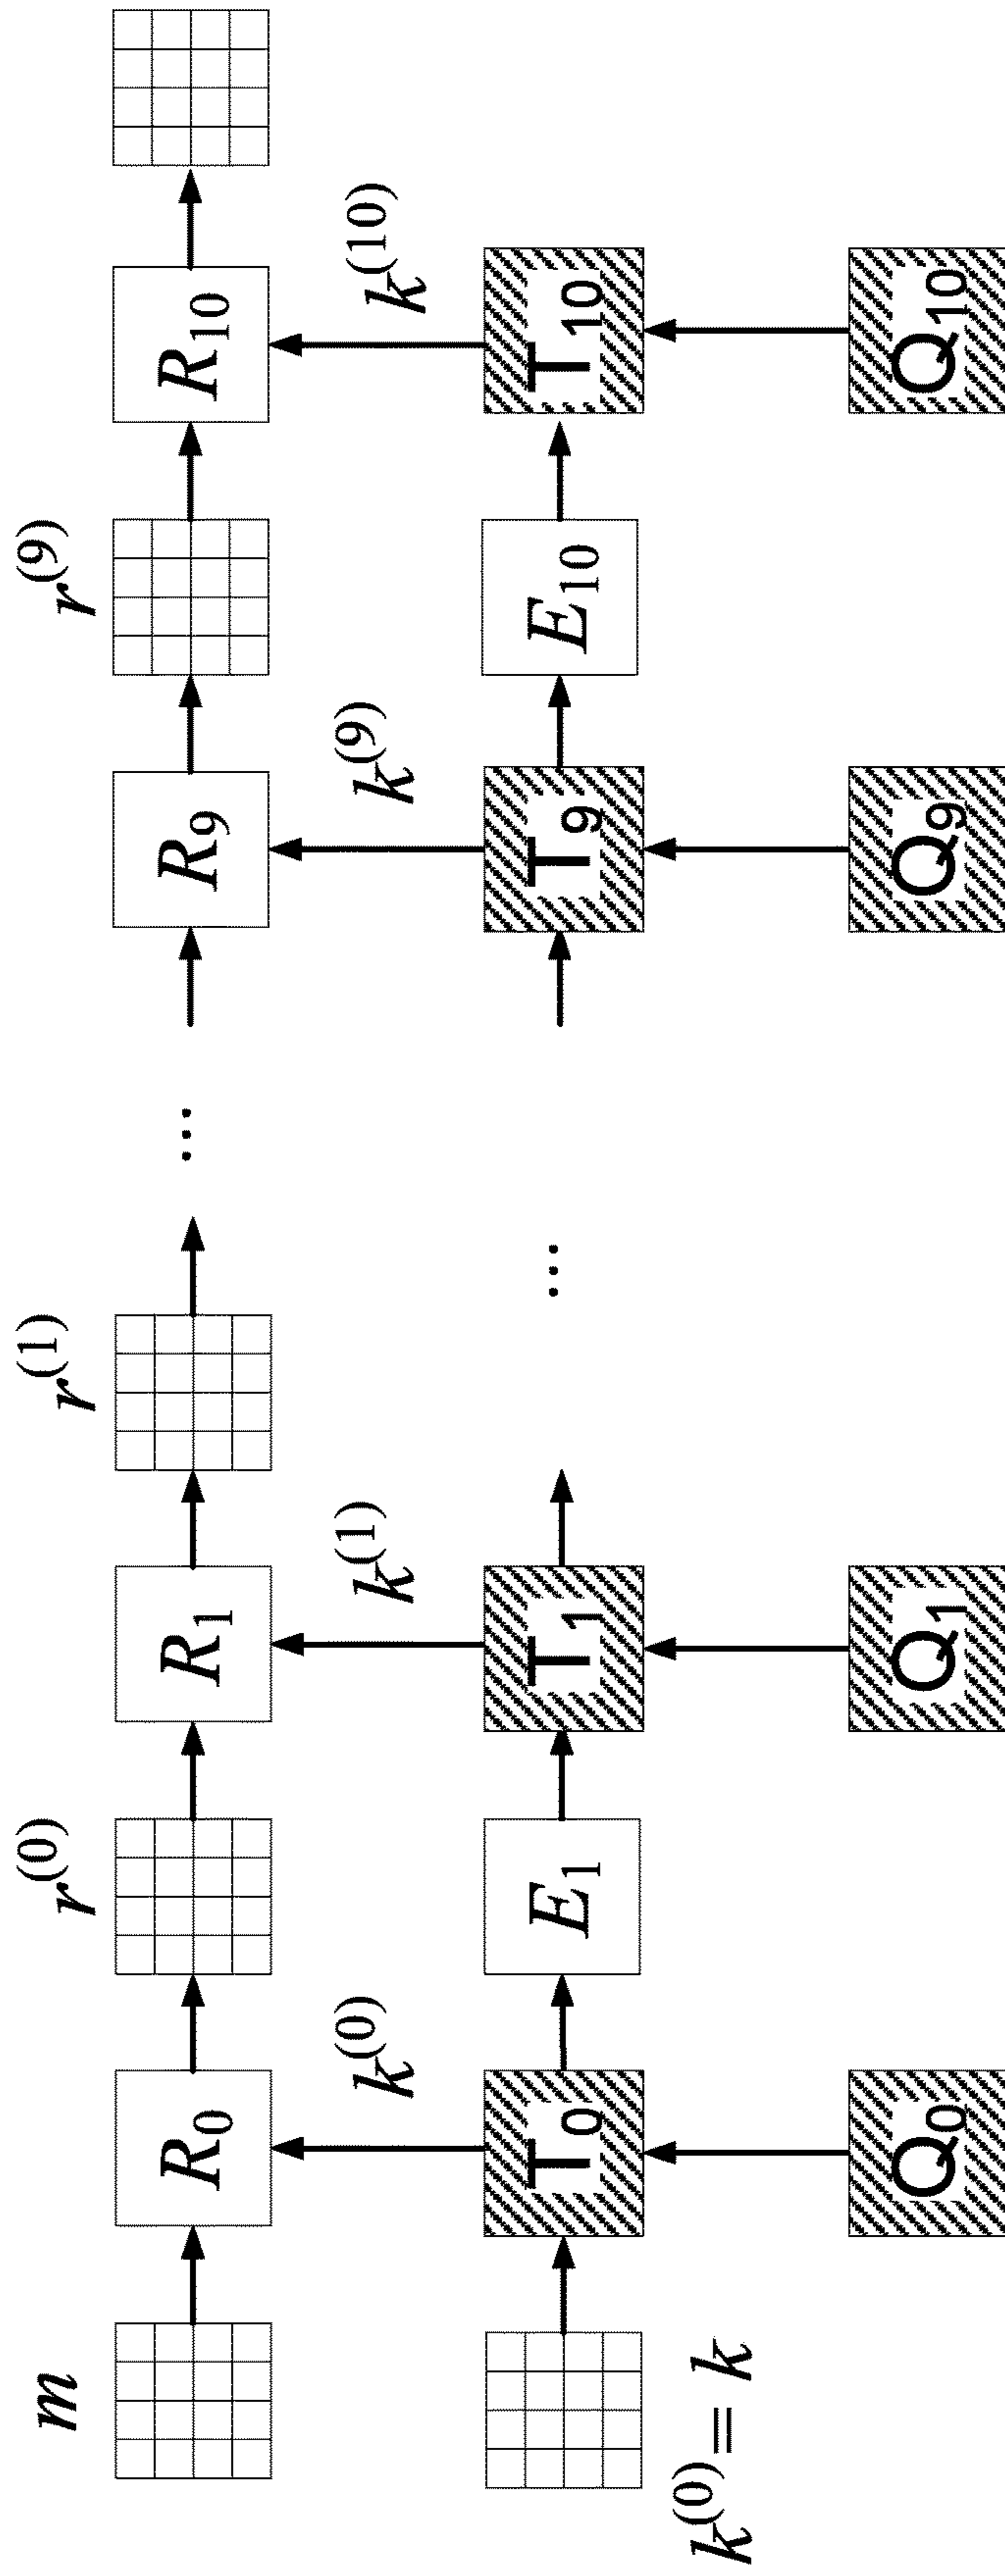 m r^(0) r^(1) r^(9)
R_0 R_1 ... R_9 R_10
k^(0) k^(1) k^(9) k^(10)
T_0 E_1 T_1 ... T_9 E_10 T_10
k^(0) = k
Q_0 Q_1 Q_9 Q_10